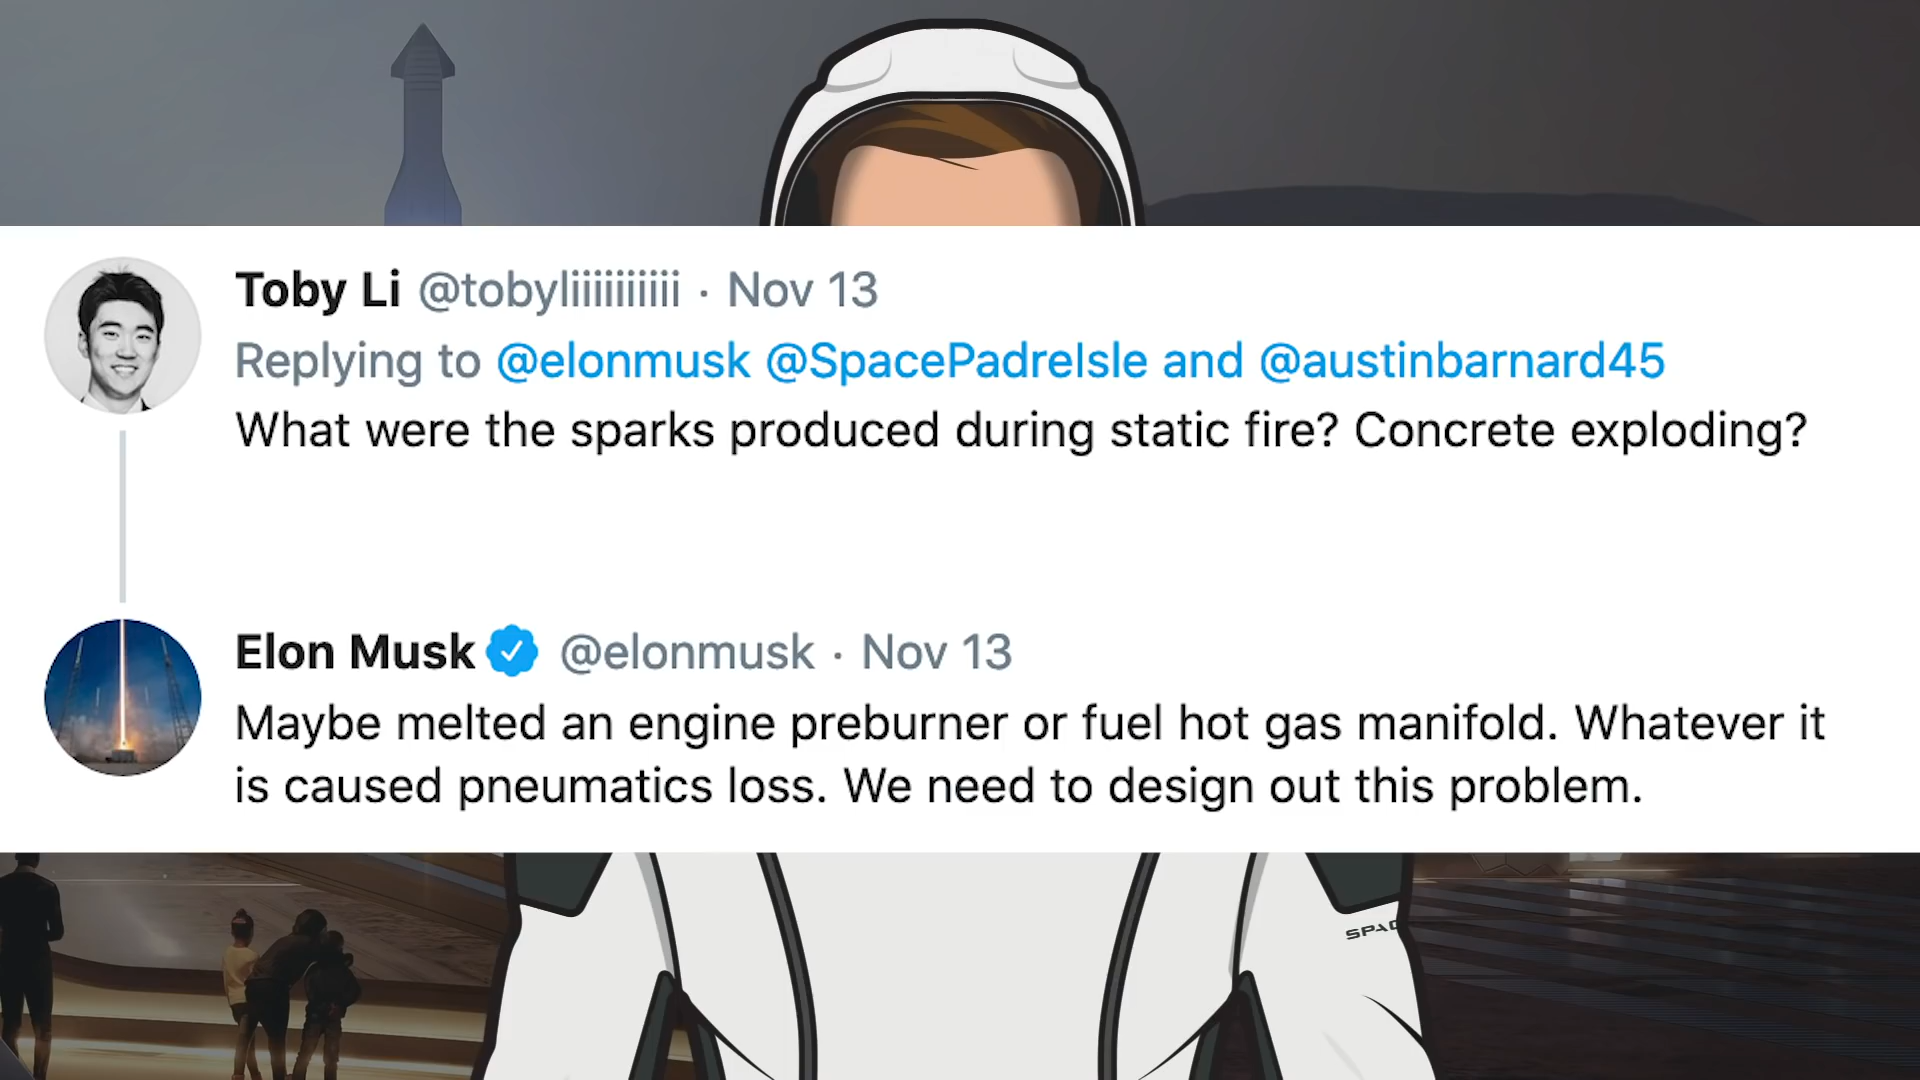 Toby Li @tobyliiiiiiiiiii · Nov 13
Replying to @elonmusk @SpacePadreIsle and @austinbarnard45
What were the sparks produced during static fire? Concrete exploding?
Elon Musk @elonmusk · Nov 13
Maybe melted an engine preburner or fuel hot gas manifold. Whatever it
is caused pneumatics loss. We need to design out this problem.
SPAC